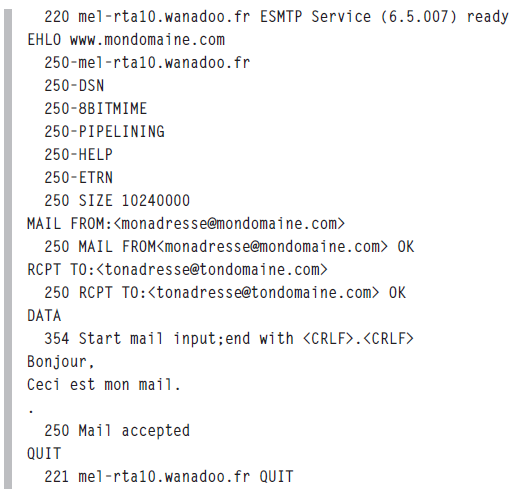 220 mel-rta10.wanadoo.fr ESMTP Service (6.5.007) ready
EHLO www.mondomaine.com
250-mel-rta10.wanadoo.fr
250-DSN
250-8BITMIME
250-PIPELINING
250-HELP
250-ETRN
250 SIZE 10240000
MAIL FROM:<monadresse@mondomaine.com>
250 MAIL FROM<monadresse@mondomaine.com> OK
RCPT TO:<tonadresse@tondomaine.com>
250 RCPT TO:<tonadresse@tondomaine.com> OK
DATA
354 Start mail input;end with <CRLF>.<CRLF>
Bonjour,
Ceci est mon mail.
.
250 Mail accepted
QUIT
221 mel-rta10.wanadoo.fr QUIT